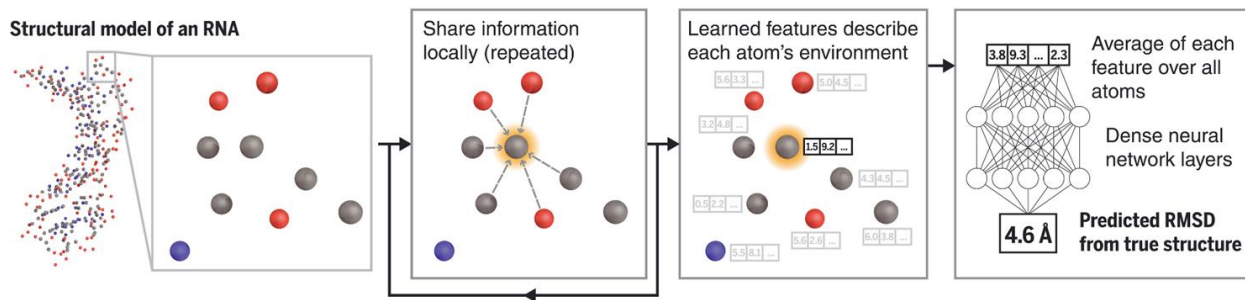 Structural model of an RNA
Share information
locally (repeated)
Learned features describe
each atom's environment
5.6 3.3 ...
5.0 4.5 ...
3.2 4.8 ...
1.5 9.2 ...
4.3 4.5 ...
0.5 2.2 ...
5.6 2.6 ...
6.0 3.8 ...
5.5 8.1 ...
3.8 9.3 ... 2.3
Average of each
feature over all
atoms
Dense neural
network layers
4.6 Å
Predicted RMSD
from true structure